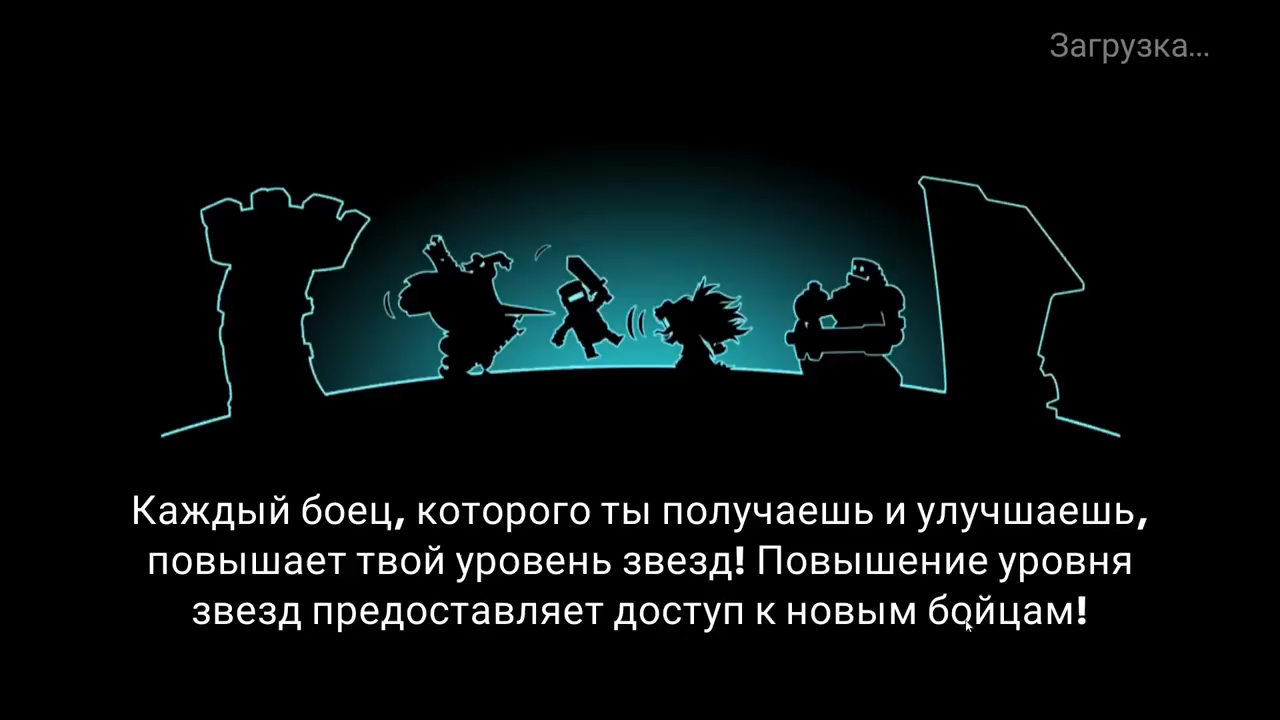 Загрузка...
Каждый боец, которого ты получаешь и улучшаешь,
повышает твой уровень звезд! Повышение уровня
звезд предоставляет доступ к новым бойцам!